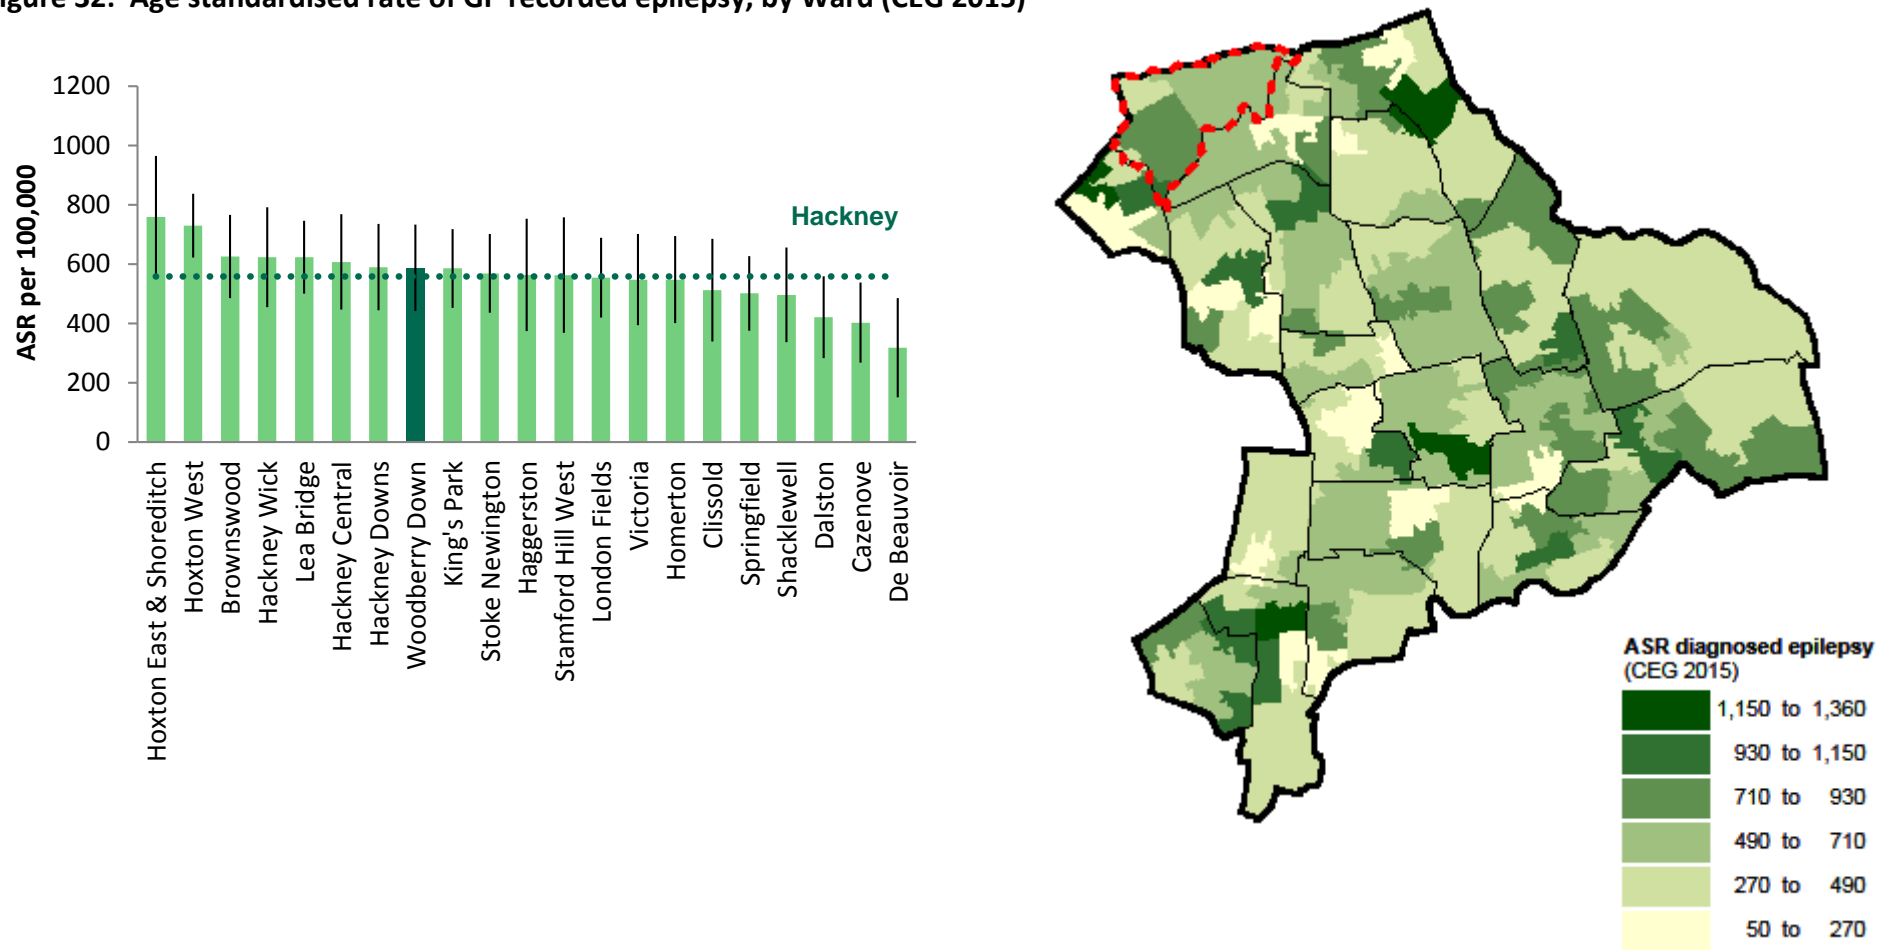 Age standardised rate of GP recorded epilepsy, by Ward (CEG 2015)
ASR per 100,000
1200
1000
800
600
400
200
0
Hackney
Hoxton East & Shoreditch
Hoxton West
Brownswood
Hackney Wick
Lea Bridge
Hackney Central
Hackney Downs
Woodberry Down
King's Park
Stoke Newington
Haggerston
Stamford Hill West
London Fields
Victoria
Homerton
Clissold
Springfield
Shacklewell
Dalston
Cazenove
De Beauvoir
ASR diagnosed epilepsy
(CEG 2015)
1,150 to 1,360
930 to 1,150
710 to 930
490 to 710
270 to 490
50 to 270